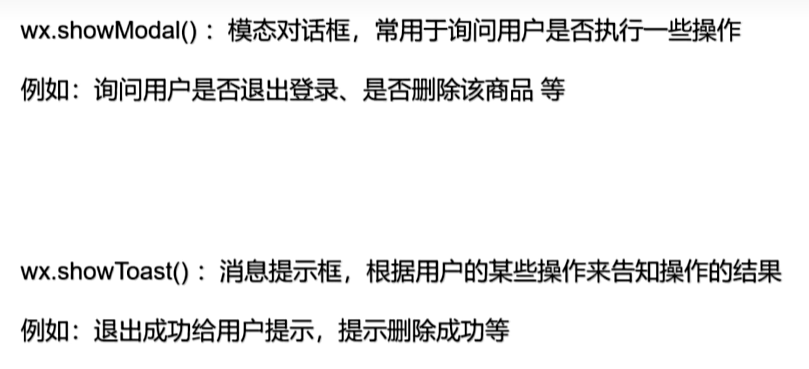 wx.showModal()：模态对话框，常用于询问用户是否执行一些操作
例如：询问用户是否退出登录、是否删除该商品 等
wx.showToast()：消息提示框，根据用户的某些操作来告知操作的结果
例如：退出成功给用户提示，提示删除成功等